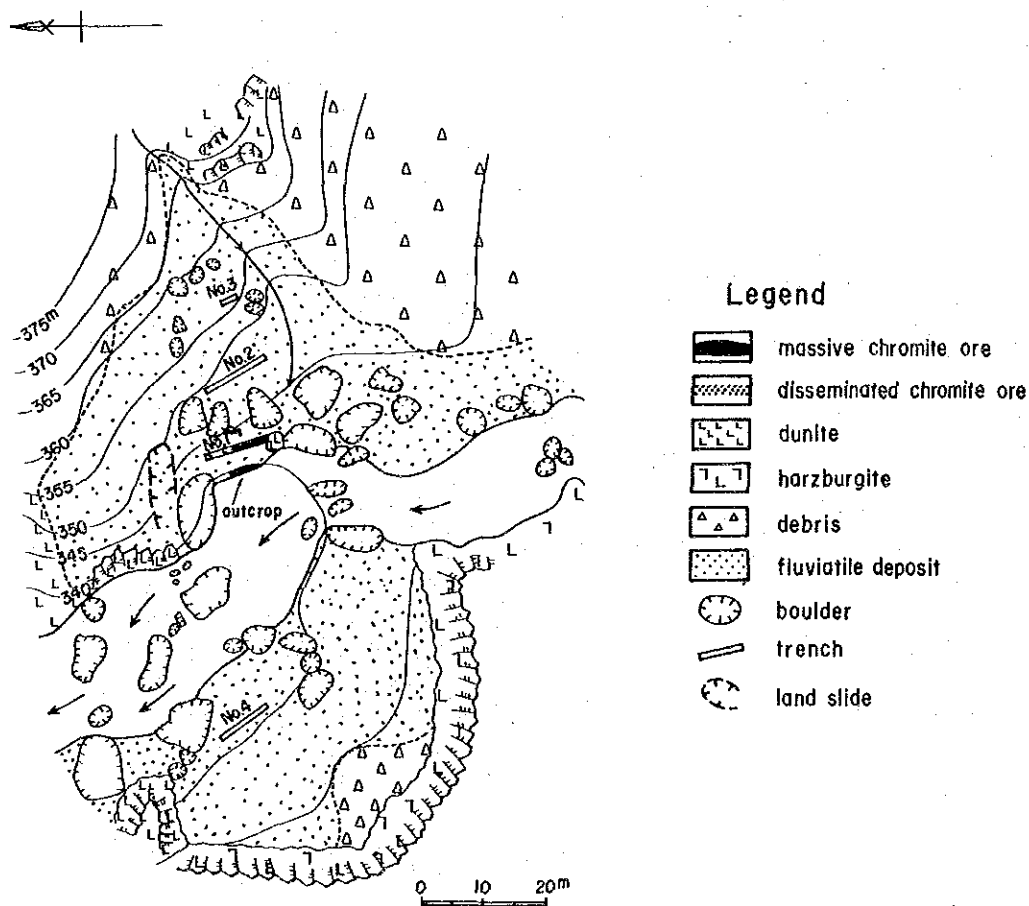 No.3
375m
370
365
No.2
360
No.1
355
outcrop
350
345
340
No.4
0 10 20m
Legend
massive chromite ore
disseminated chromite ore
dunite
harzburgite
debris
fluviatile deposit
boulder
trench
land slide